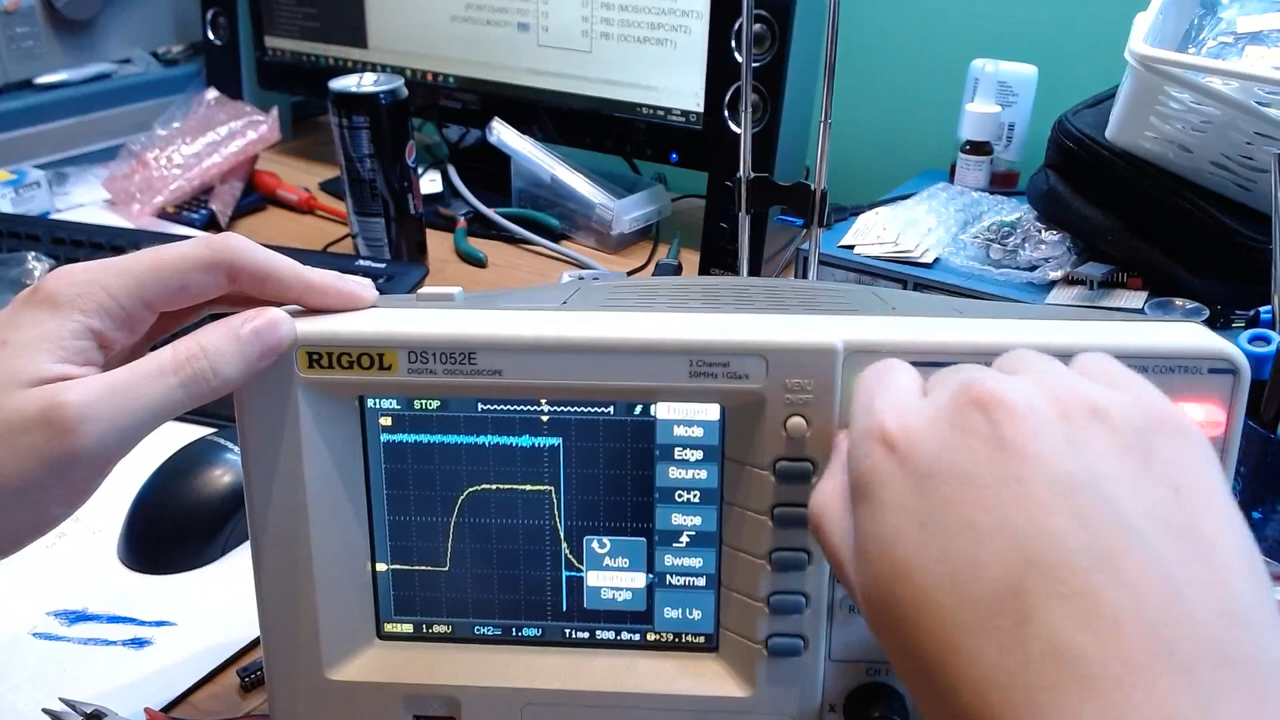 PB3 (MOSI/OC2A/PCINT3)
PB2 (SS/OC1B/PCINT2)
PB1 (OC1A/PCINT1)
17
16
15
13
14
RIGOL
DS1052E
DIGITAL OSCILLOSCOPE
2 Channel
50MHz 1GSa/s
MENU
ON/OFF
CONTROL
RIGOL STOP
Trigger
Mode
Edge
Source
CH2
Slope
Sweep
Normal
Set Up
Auto
Normal
Single
CH1= 1.00V CH2= 1.00V Time 500.0ns T→39.14us
CH 1
X